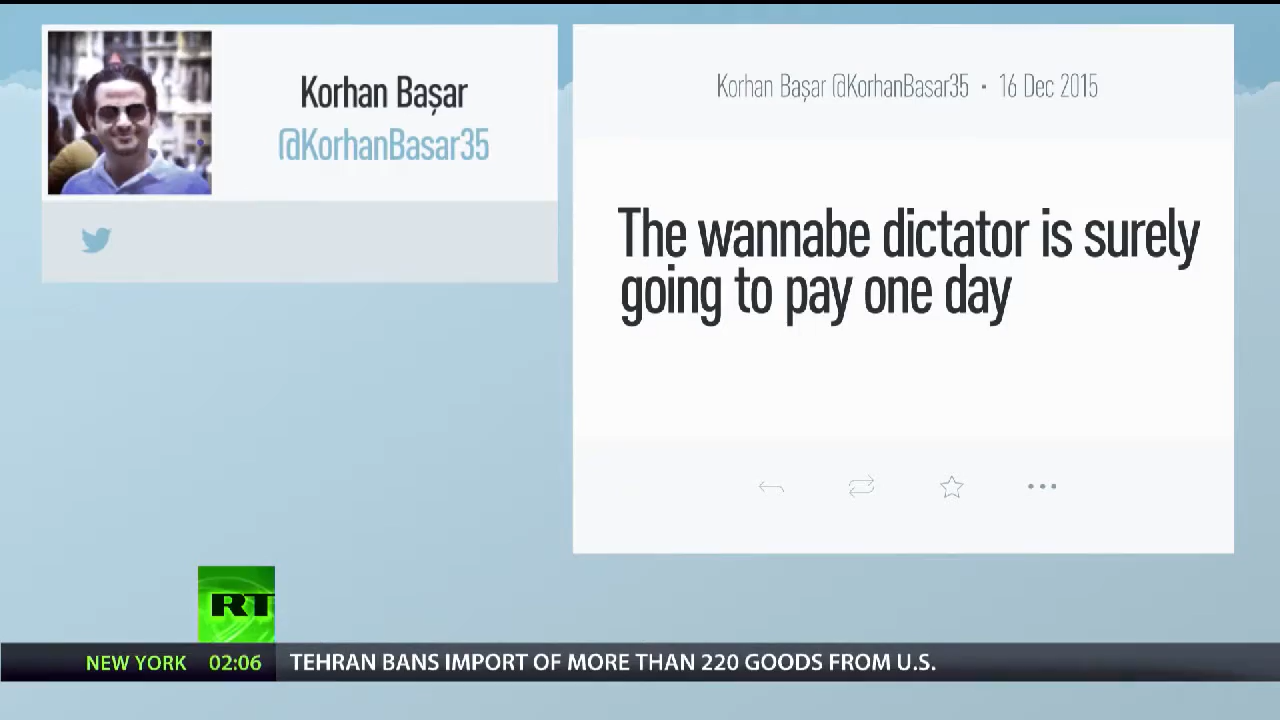 Korhan Başar
@KorhanBasar35
Korhan Başar @KorhanBasar35 · 16 Dec 2015
The wannabe dictator is surely
going to pay one day
RT
NEW YORK 02:06 TEHRAN BANS IMPORT OF MORE THAN 220 GOODS FROM U.S.